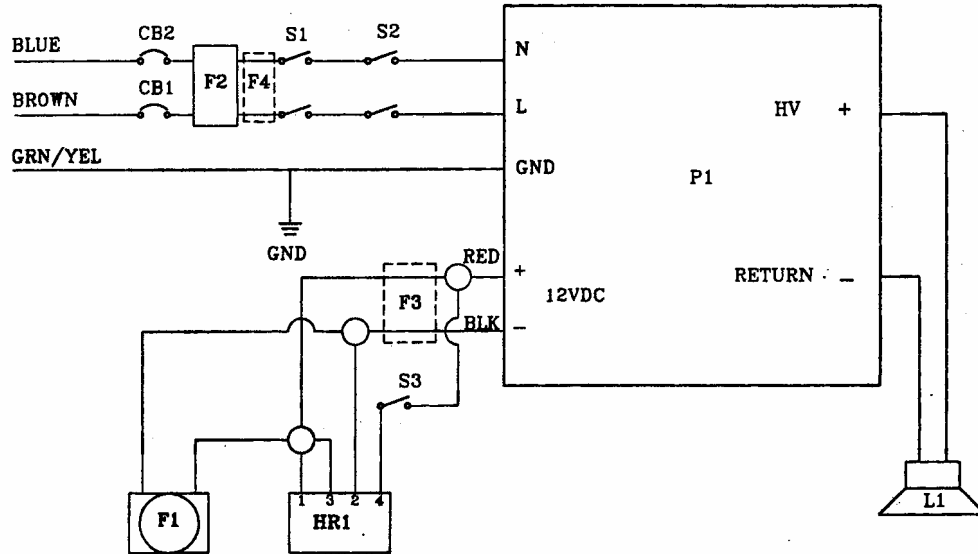 BLUE
CB2
F2
F4
S1
S2
N
BROWN
CB1
L
HV +
GRN/YEL
GND
P1
GND
RED
+
12VDC
RETURN −
F3
BLK
−
S3
1 3 2 4
F1
HR1
L1